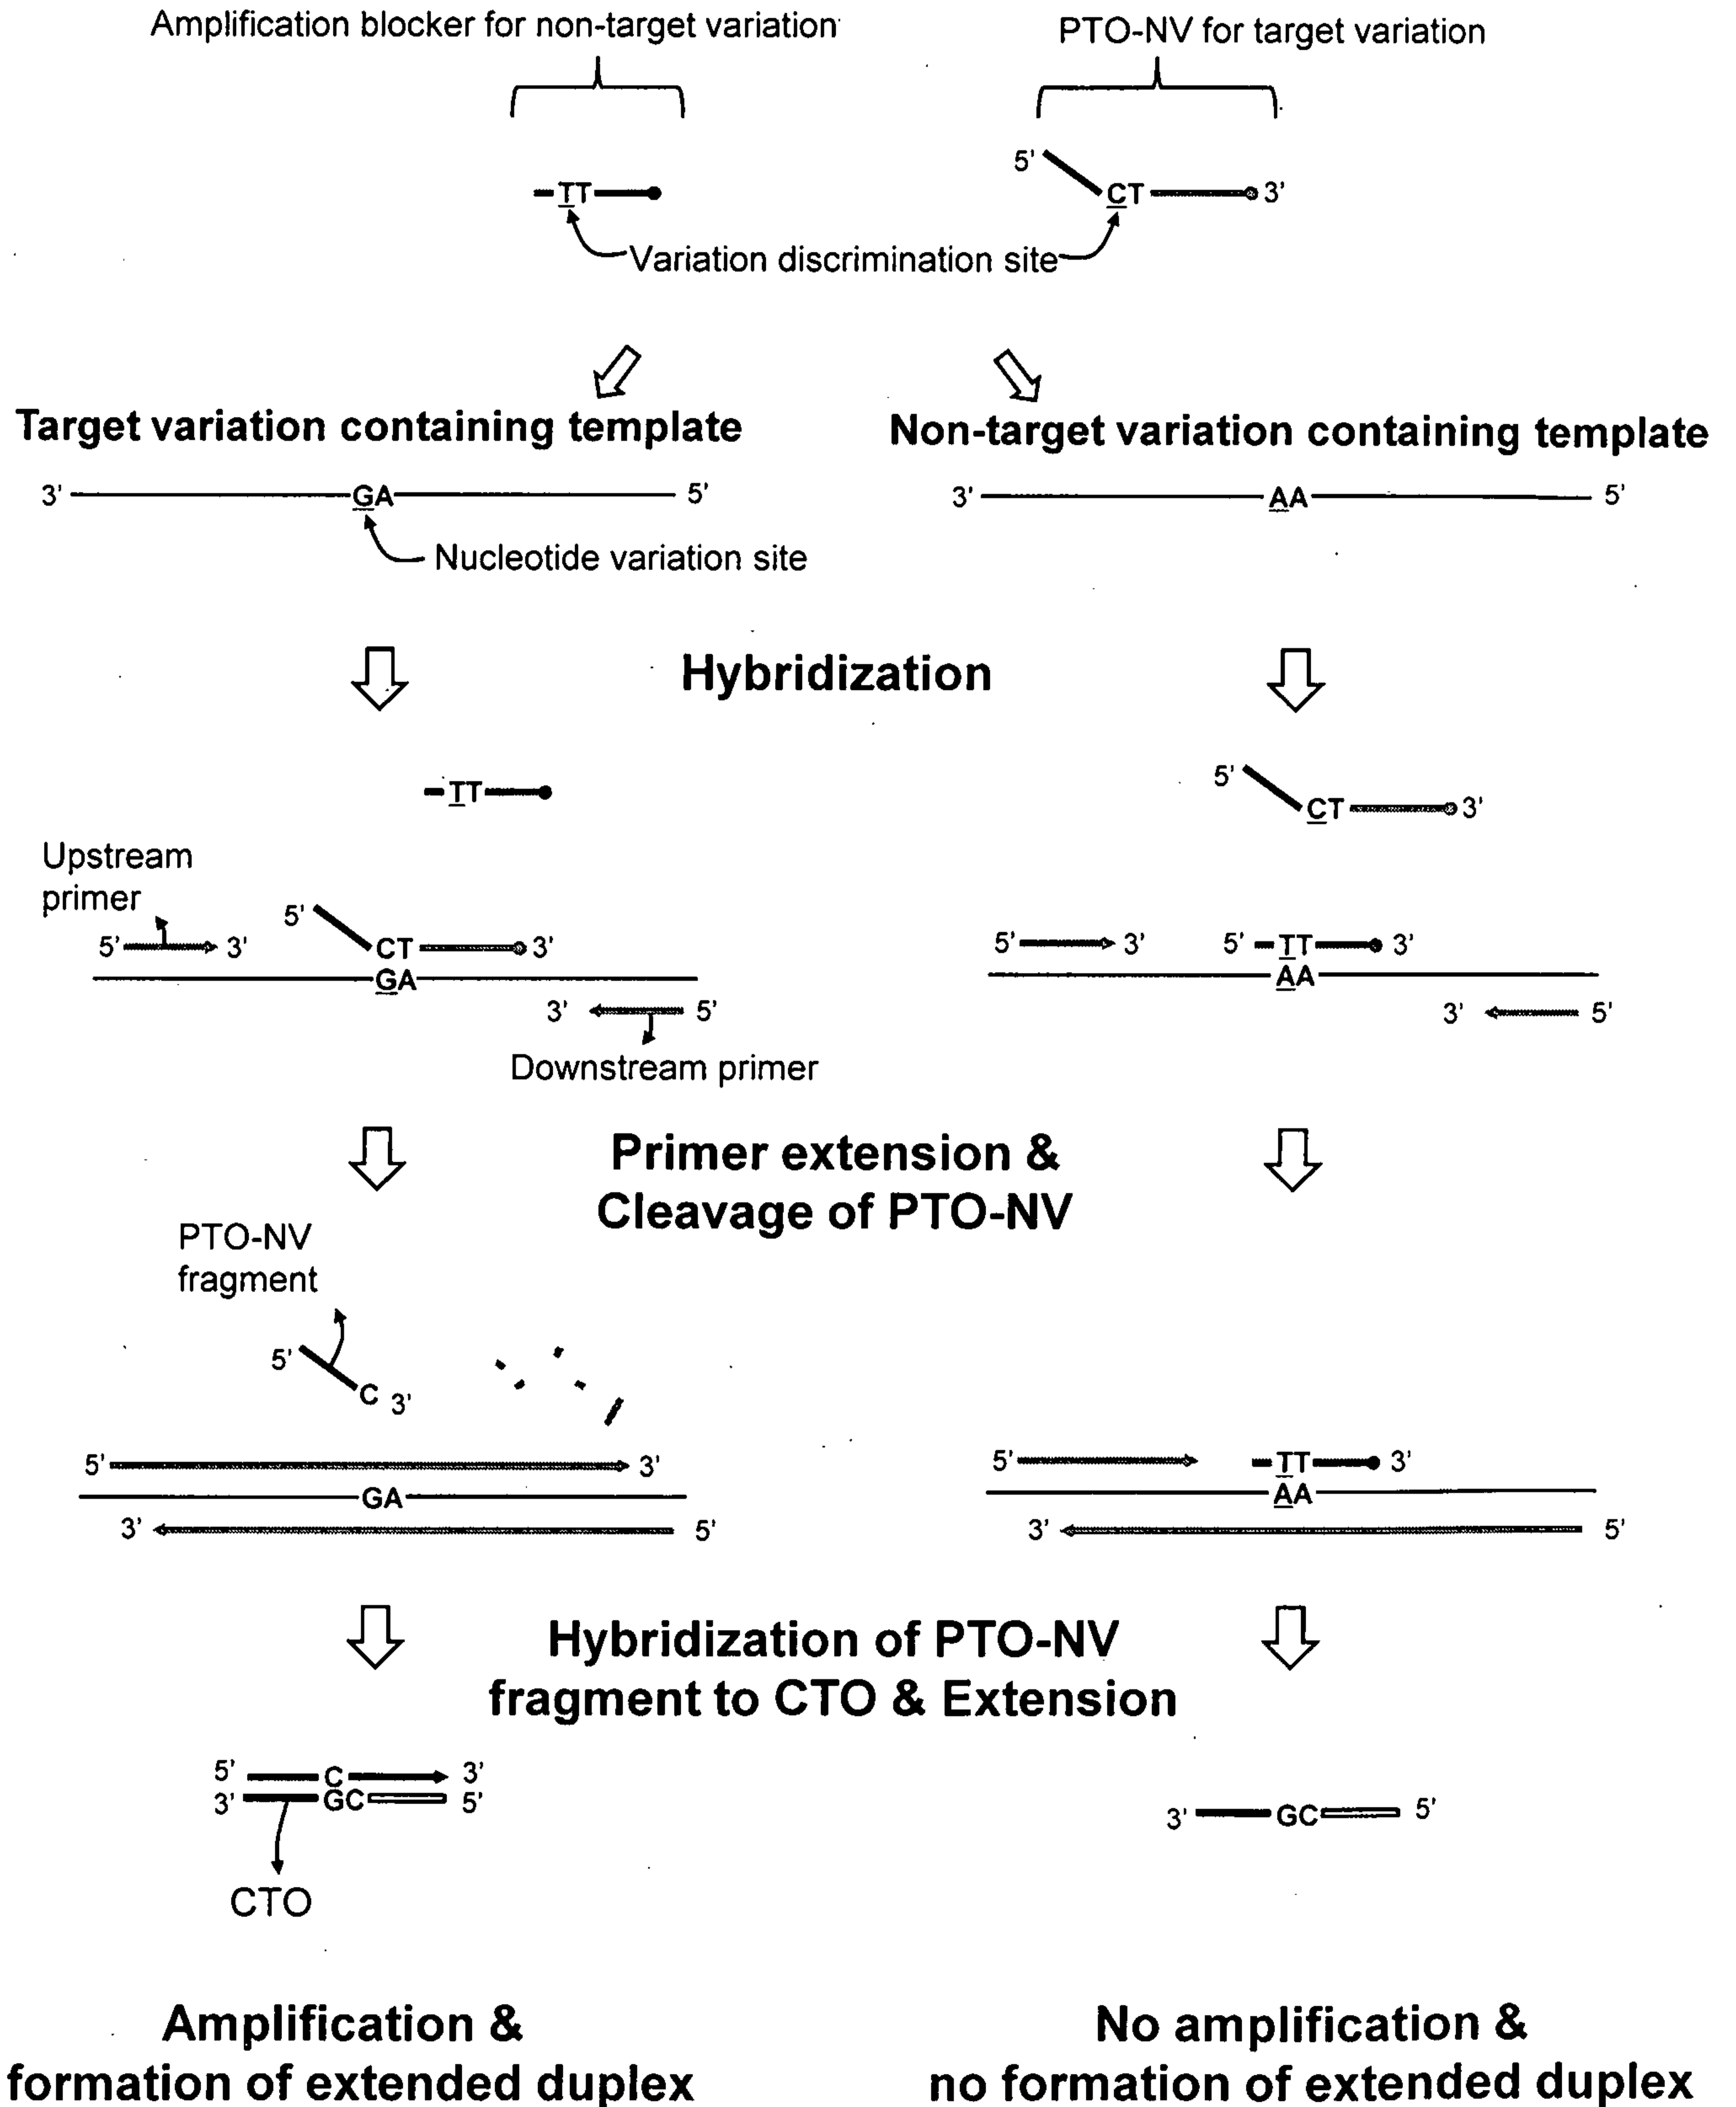 Amplification blocker for non-target variation
PTO-NV for target variation
5'
TT
CT
3'
Variation discrimination site
Target variation containing template
Non-target variation containing template
3'
GA
5'
3'
AA
5'
Nucleotide variation site
Hybridization
TT
5'
CT
3'
Upstream
primer
5'
3'
5'
CT
3'
GA
3'
5'
Downstream primer
5'
3'
5'
TT
3'
AA
3'
5'
Primer extension &
Cleavage of PTO-NV
PTO-NV
fragment
5'
C
3'
5'
3'
GA
3'
5'
5'
TT
3'
AA
3'
5'
Hybridization of PTO-NV
fragment to CTO & Extension
5'
C
3'
3'
GC
5'
CTO
3'
GC
5'
Amplification &
formation of extended duplex
No amplification &
no formation of extended duplex